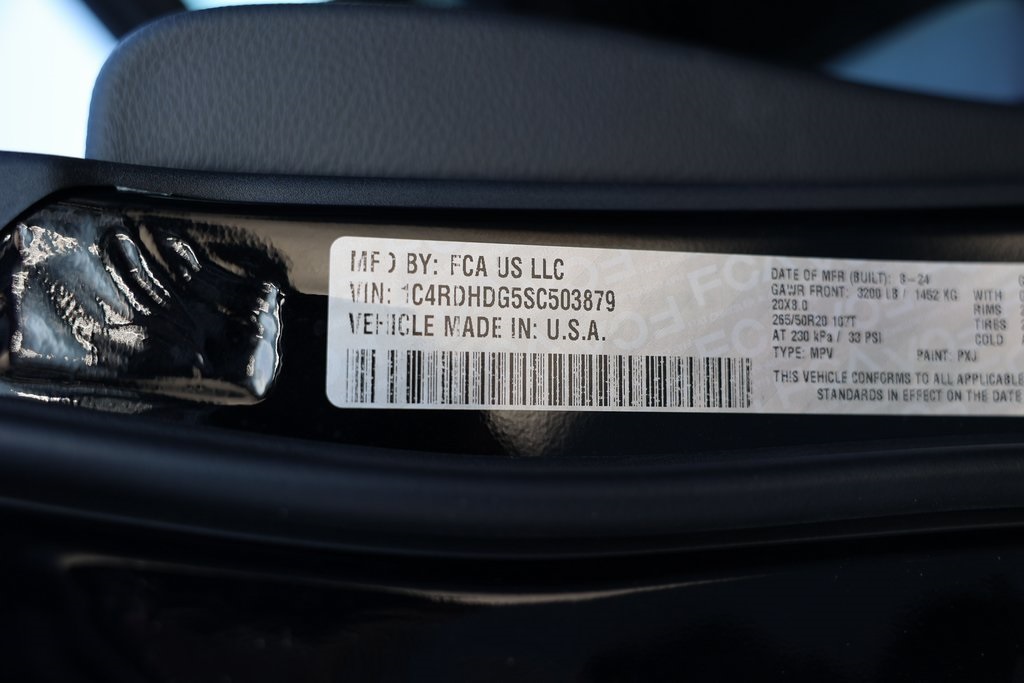 MFD BY: FCA US LLC
VIN: 1C4RDHDG5SC503879
VEHICLE MADE IN: U.S.A.
DATE OF MFR (BUILT): 8-24
GAWR FRONT: 3200 LB / 1452 KG WITH
20X8.0 RIMS
265/50R20 107T TIRES
AT 230 kPa / 33 PSI COLD
TYPE: MPV PAINT: PXJ
THIS VEHICLE CONFORMS TO ALL APPLICABLE
STANDARDS IN EFFECT ON THE DATE